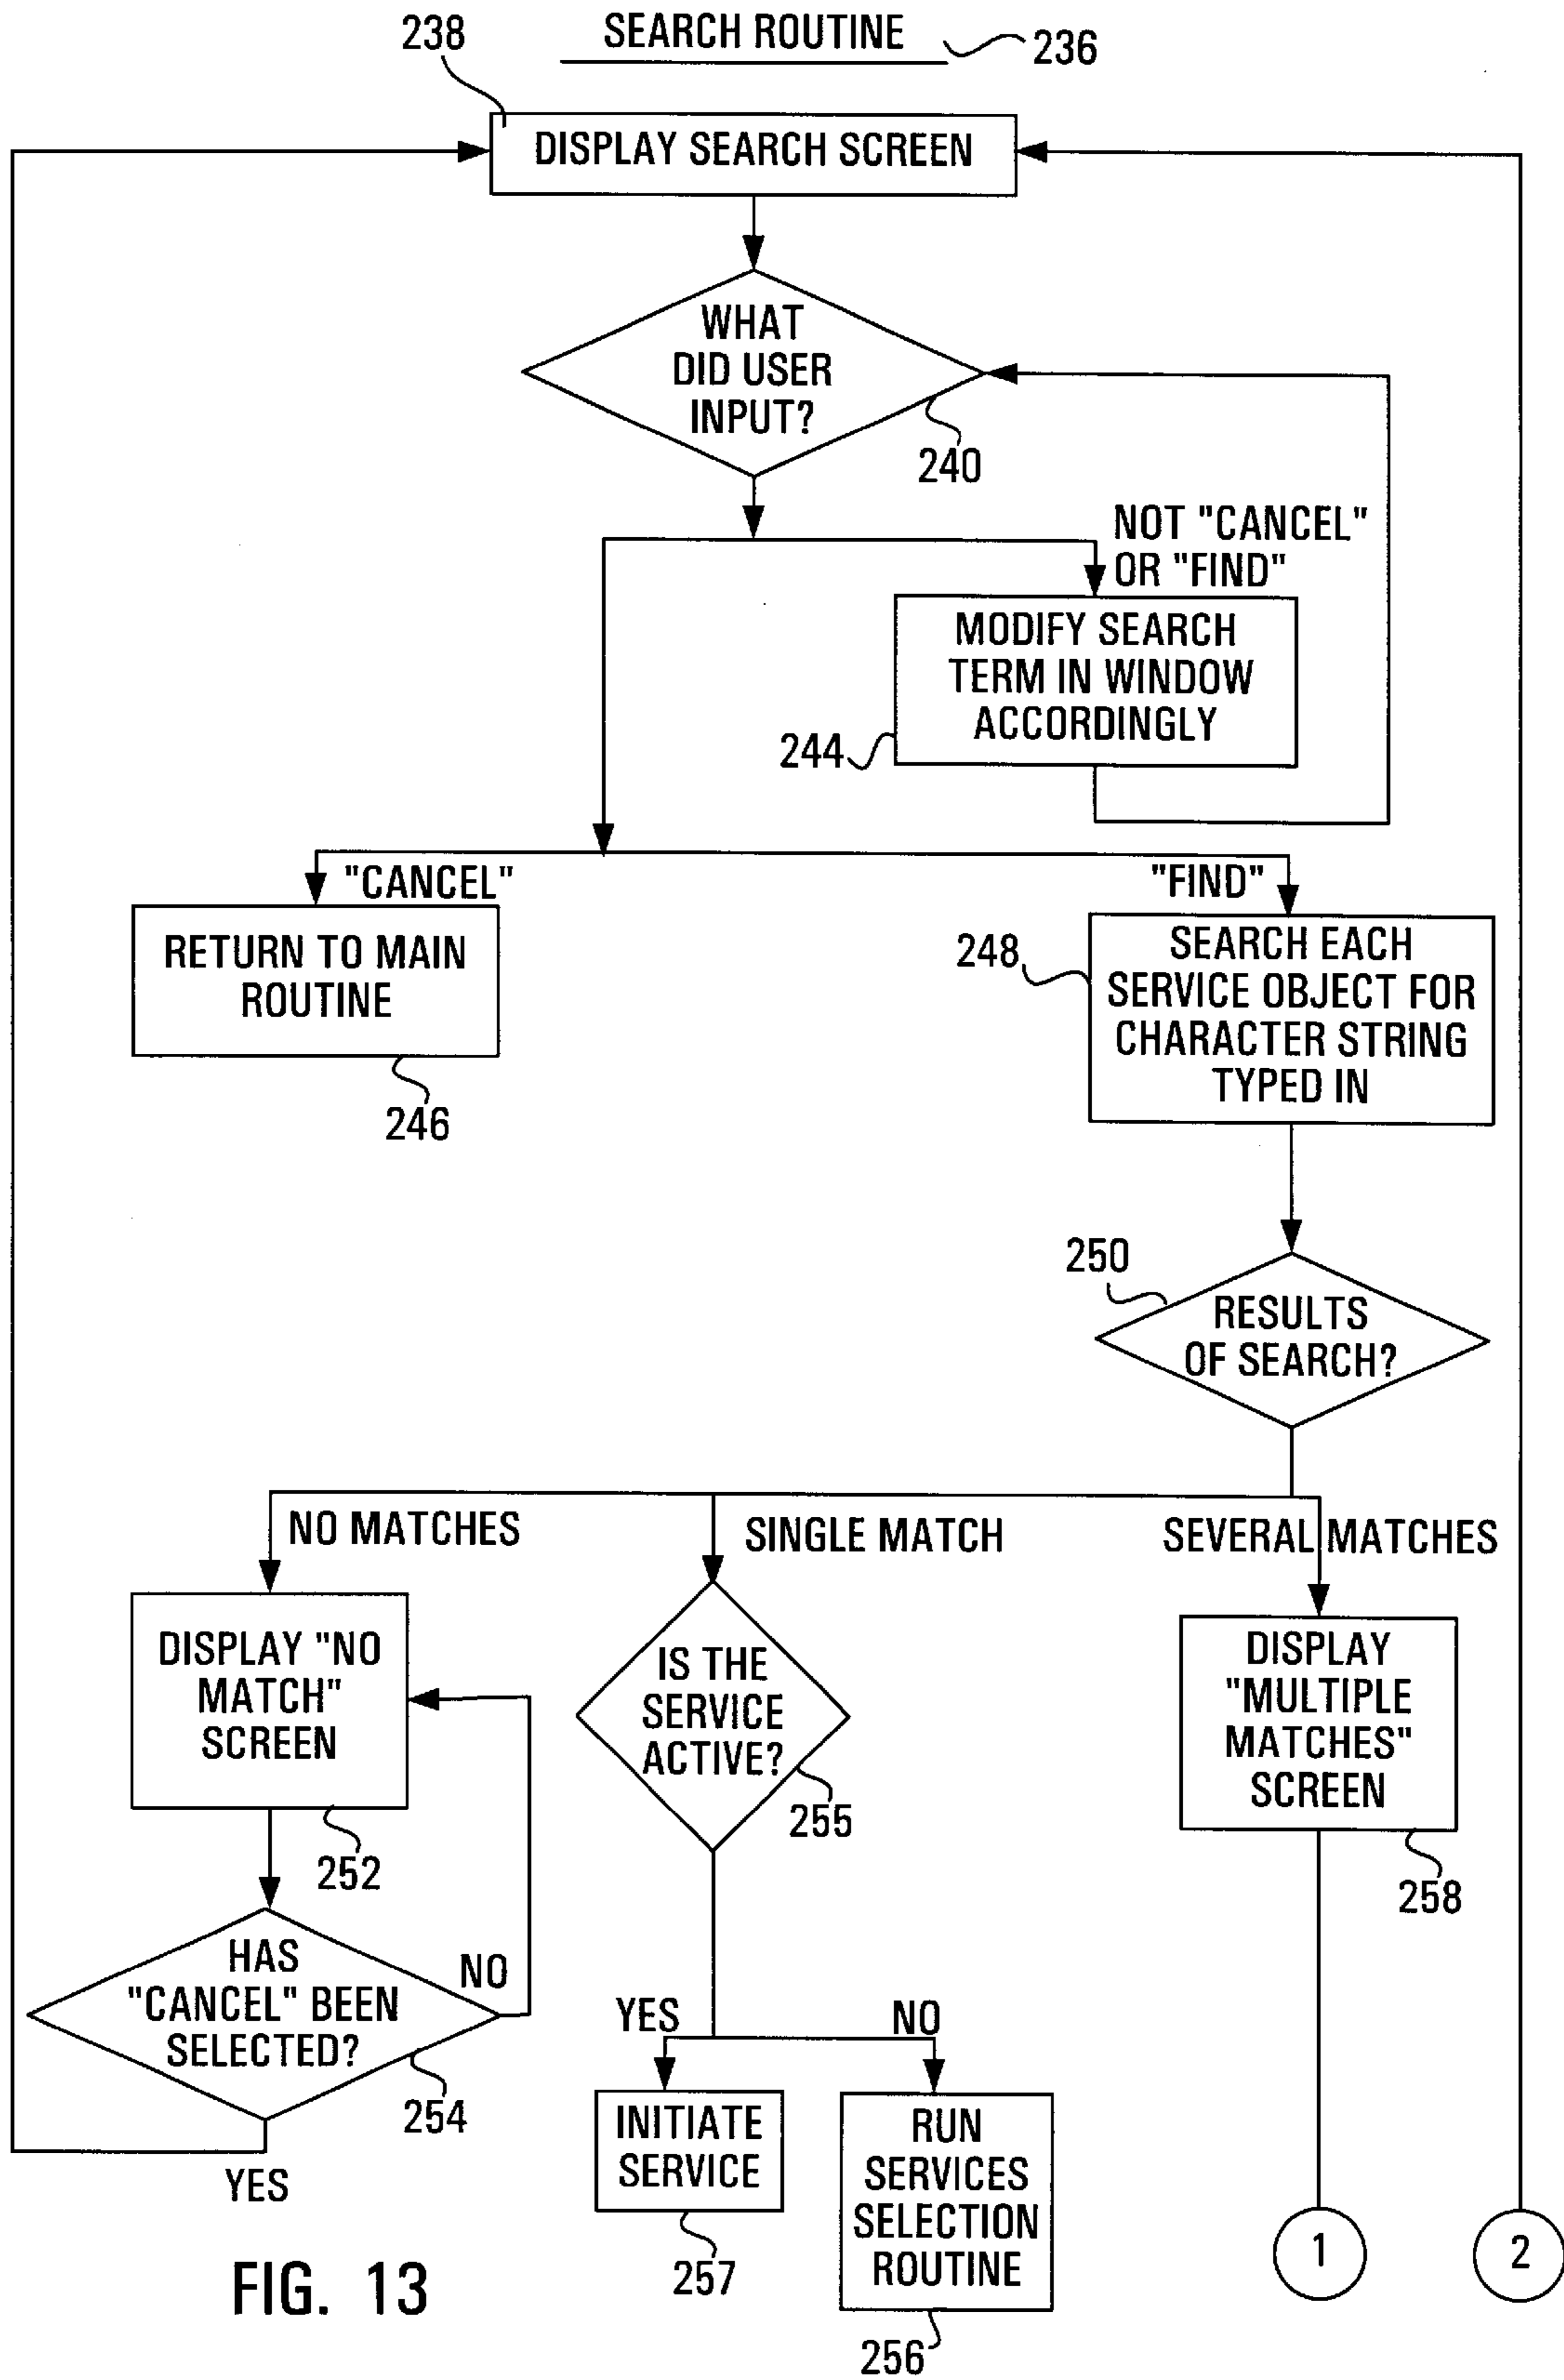 SEARCH ROUTINE
236
238
DISPLAY SEARCH SCREEN
WHAT
DID USER
INPUT?
240
NOT "CANCEL"
OR "FIND"
MODIFY SEARCH
TERM IN WINDOW
ACCORDINGLY
244
"CANCEL"
"FIND"
RETURN TO MAIN
ROUTINE
246
248
SEARCH EACH
SERVICE OBJECT FOR
CHARACTER STRING
TYPED IN
250
RESULTS
OF SEARCH?
NO MATCHES
SINGLE MATCH
SEVERAL MATCHES
DISPLAY "NO
MATCH"
SCREEN
252
IS THE
SERVICE
ACTIVE?
255
DISPLAY
"MULTIPLE
MATCHES"
SCREEN
258
HAS
"CANCEL" BEEN
SELECTED?
NO
254
YES
YES
NO
INITIATE
SERVICE
257
RUN
SERVICES
SELECTION
ROUTINE
256
1
2
FIG. 13